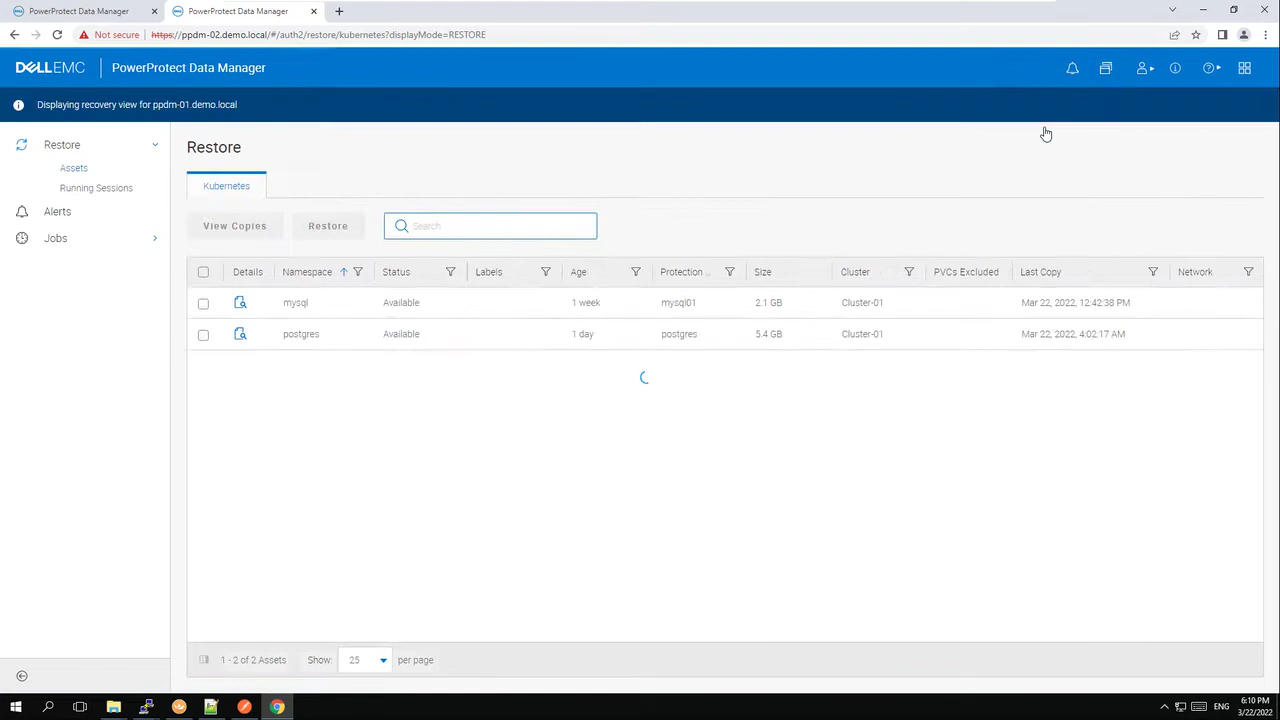 PowerProtect Data Manager
PowerProtect Data Manager
Not secure
https://ppdm-02.demo.local/#/auth2/restore/kubernetes?displayMode=RESTORE
DELLEMC
PowerProtect Data Manager
Displaying recovery view for ppdm-01.demo.local
Restore
Assets
Running Sessions
Alerts
Jobs
Restore
Kubernetes
View Copies
Restore
Search
Details
Namespace
Status
Labels
Age
Protection ...
Size
Cluster
PVCs Excluded
Last Copy
Network
mysql
Available
1 week
mysql01
2.1 GB
Cluster-01
Mar 22, 2022, 12:42:38 PM
postgres
Available
1 day
postgres
5.4 GB
Cluster-01
Mar 22, 2022, 4:02:17 AM
1 - 2 of 2 Assets
Show:
25
per page
ENG
6:10 PM
3/22/2022